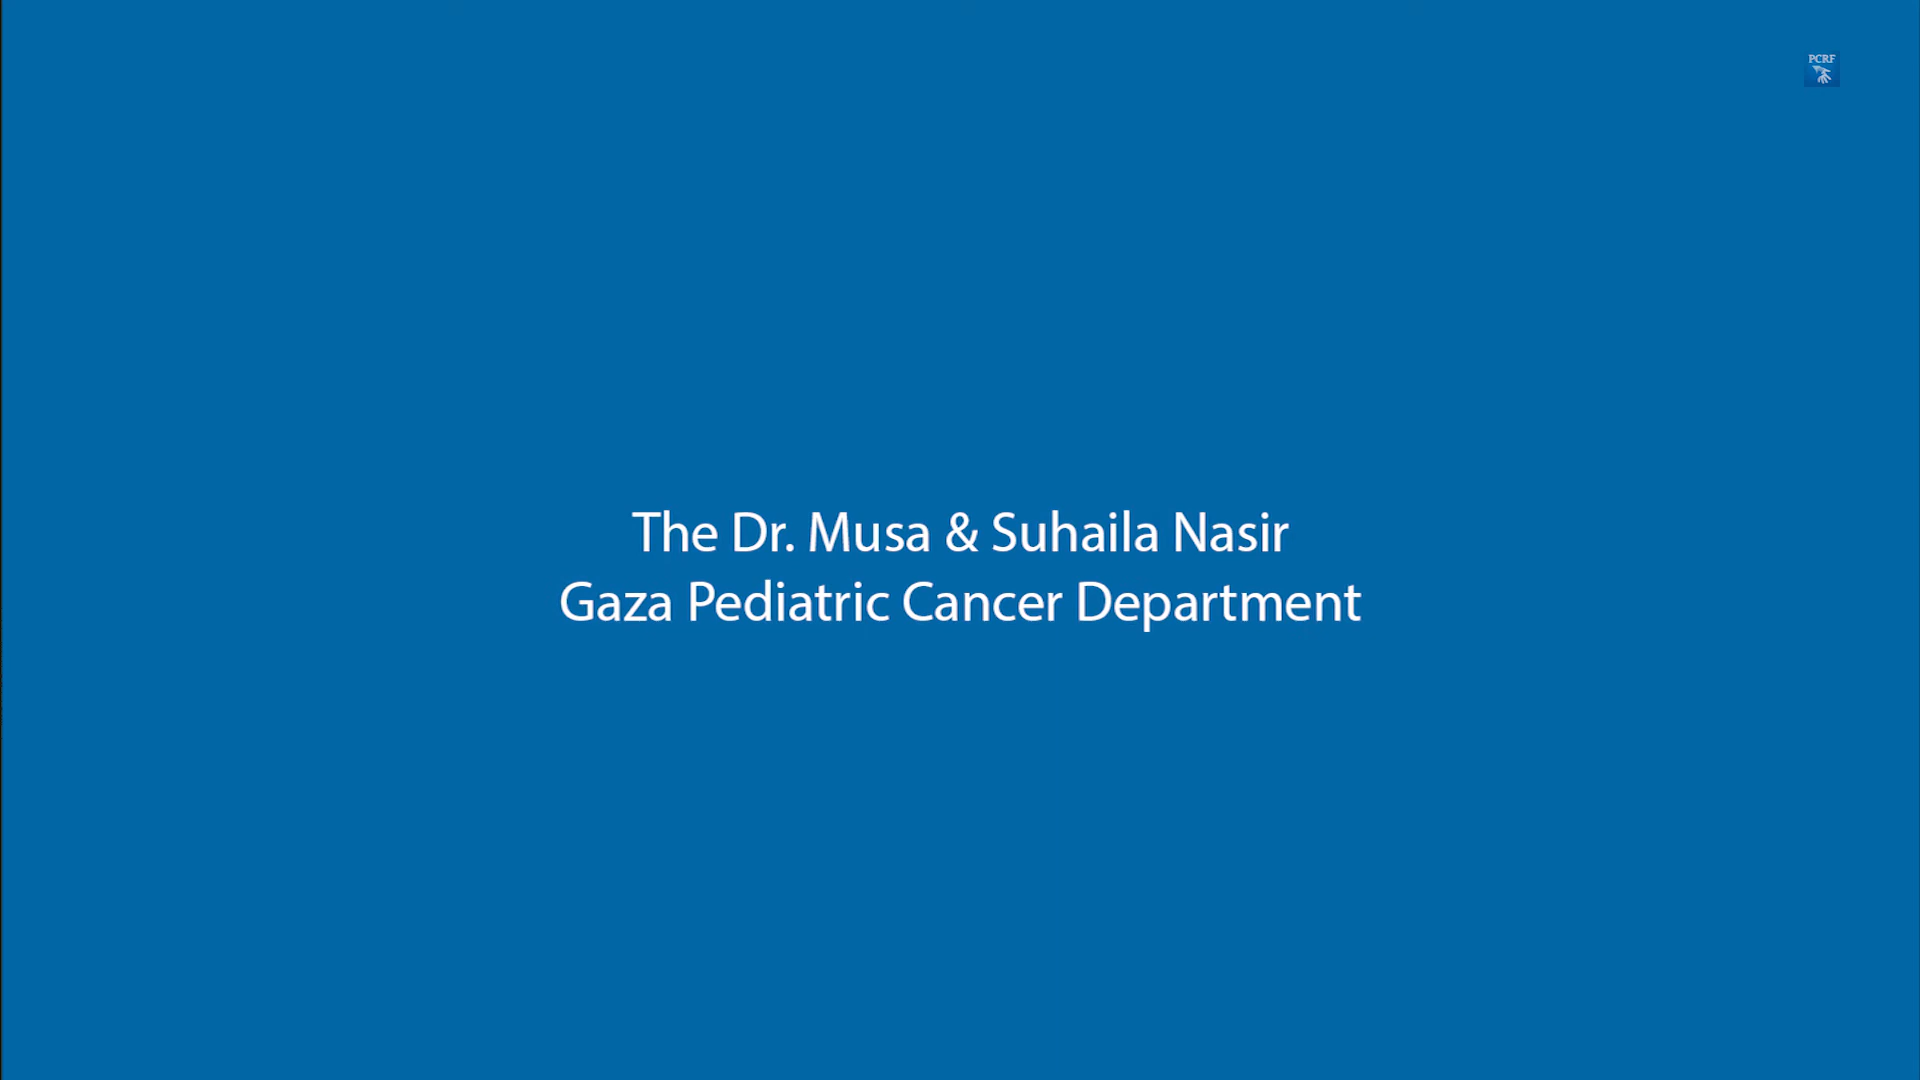 PCRF
The Dr. Musa & Suhaila Nasir
Gaza Pediatric Cancer Department